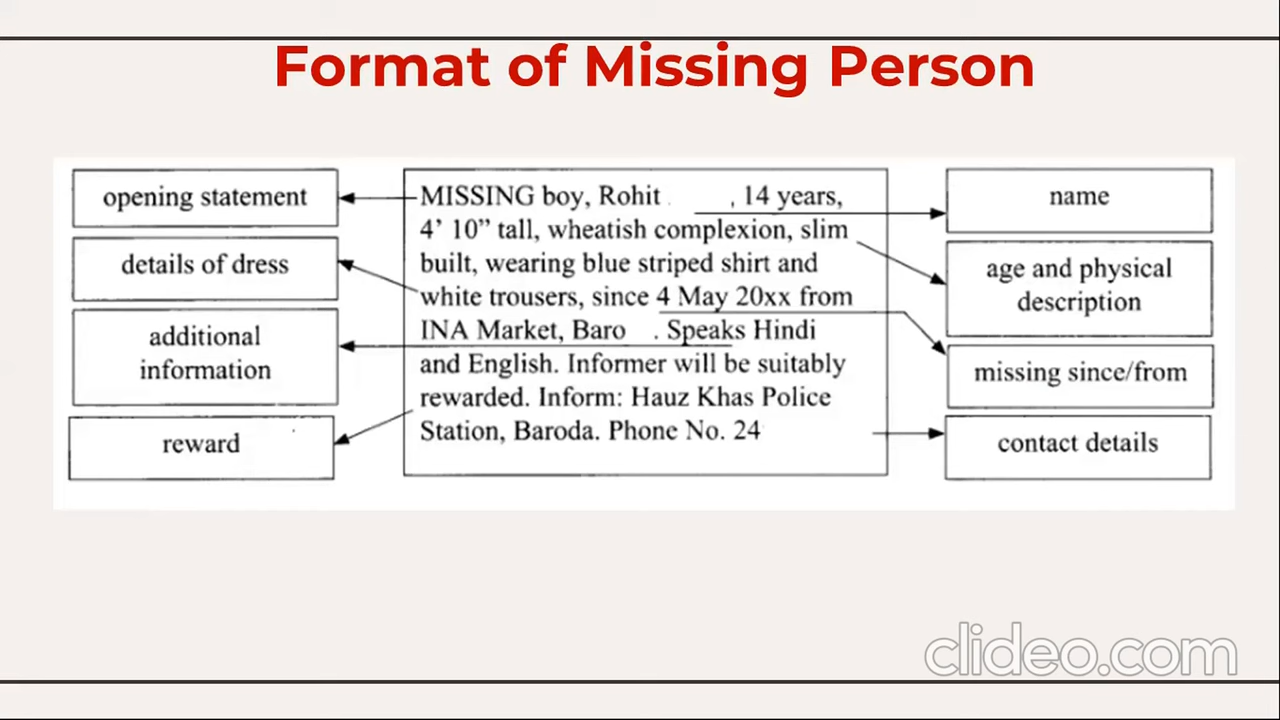 Format of Missing Person
opening statement
details of dress
additional
information
reward
MISSING boy, Rohit , 14 years,
4’ 10” tall, wheatish complexion, slim
built, wearing blue striped shirt and
white trousers, since 4 May 20xx from
INA Market, Baro . Speaks Hindi
and English. Informer will be suitably
rewarded. Inform: Hauz Khas Police
Station, Baroda. Phone No. 24
name
age and physical
description
missing since/from
contact details
clideo.com